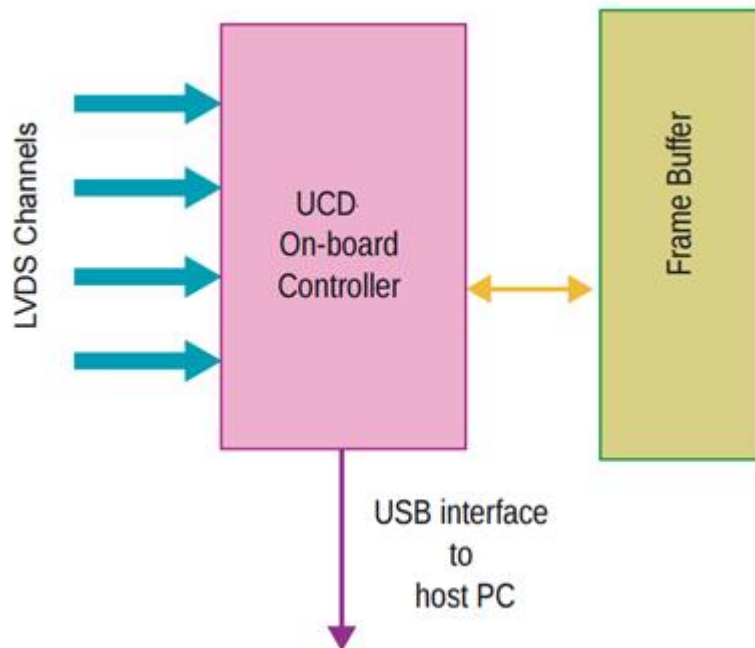 LVDS Channels
UCD
On-board
Controller
Frame Buffer
USB interface
to
host PC